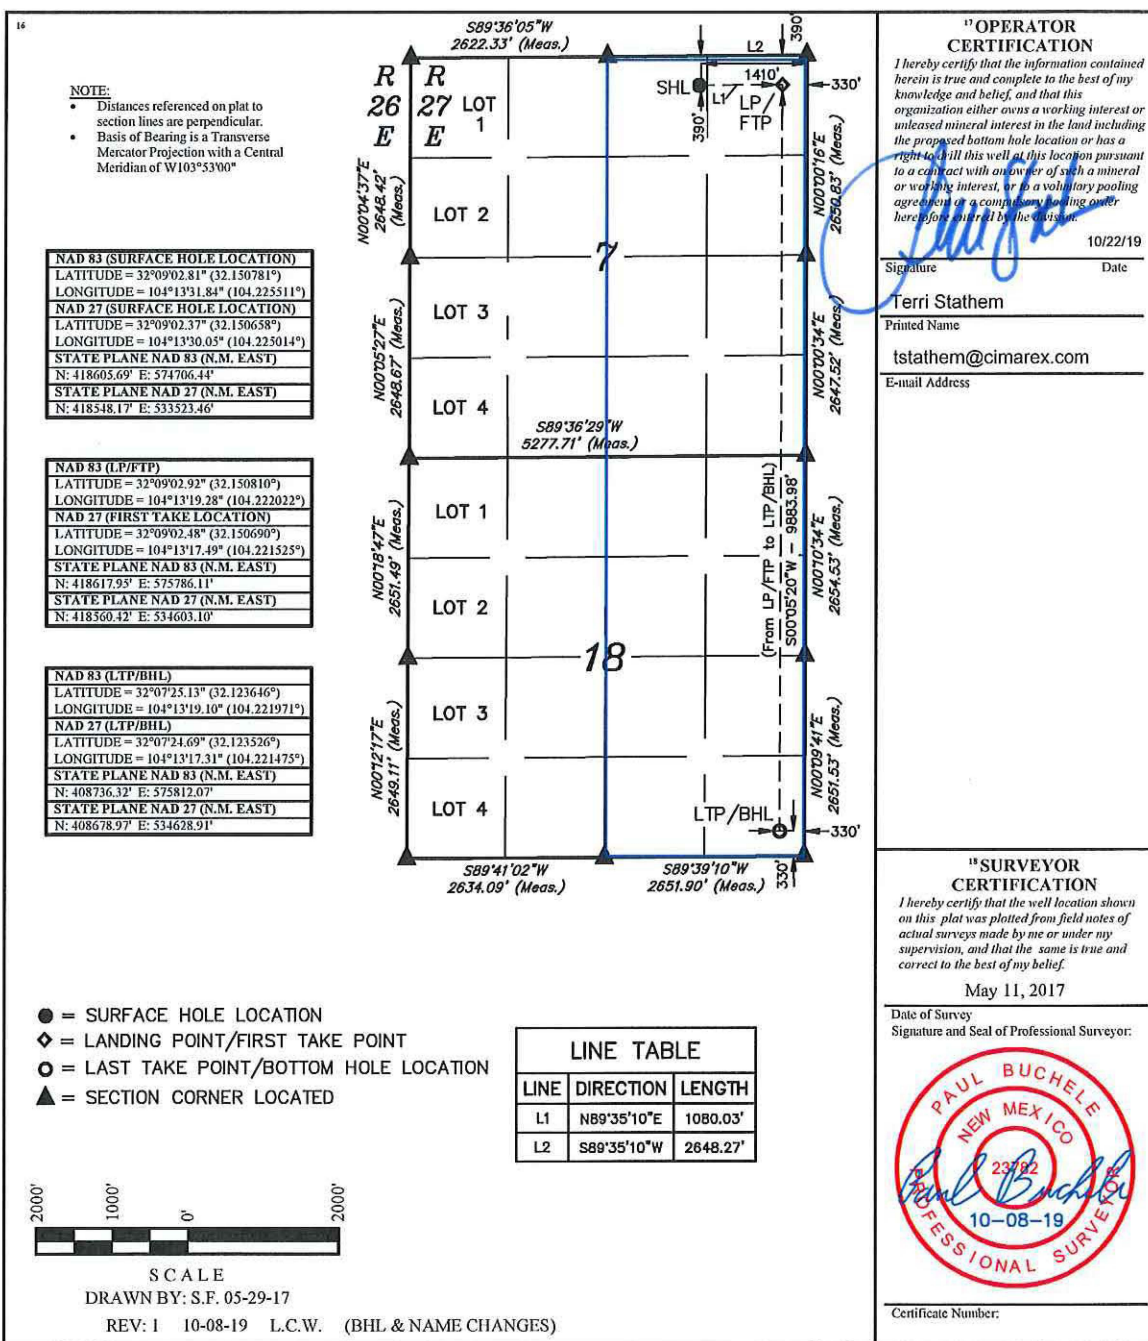 16
S89°36'05"W
2622.33' (Meas.)
390'
L2
R R
26 27
E E
LOT
1
SHL
1410'
L1
LP/
FTP
330'
390'
NOTE:
• Distances referenced on plat to
section lines are perpendicular.
• Basis of Bearing is a Transverse
Mercator Projection with a Central
Meridian of W103°53'00"
N00°04'37"E
2648.42'
(Meas.)
LOT 2
N00°00'16"E
2650.83' (Meas.)
7
NAD 83 (SURFACE HOLE LOCATION)
LATITUDE = 32°09'02.81" (32.150781°)
LONGITUDE = 104°13'31.84" (104.225511°)
NAD 27 (SURFACE HOLE LOCATION)
LATITUDE = 32°09'02.37" (32.150658°)
LONGITUDE = 104°13'30.05" (104.225014°)
STATE PLANE NAD 83 (N.M. EAST)
N: 418605.69' E: 574706.44'
STATE PLANE NAD 27 (N.M. EAST)
N: 418548.17' E: 533523.46'
N00°05'27"E
2648.67' (Meas.)
LOT 3
LOT 4
N00°00'34"E
2647.52' (Meas.)
S89°36'29"W
5277.71' (Meas.)
NAD 83 (LP/FTP)
LATITUDE = 32°09'02.92" (32.150810°)
LONGITUDE = 104°13'19.28" (104.222022°)
NAD 27 (FIRST TAKE LOCATION)
LATITUDE = 32°09'02.48" (32.150690°)
LONGITUDE = 104°13'17.49" (104.221525°)
STATE PLANE NAD 83 (N.M. EAST)
N: 418617.95' E: 575786.11'
STATE PLANE NAD 27 (N.M. EAST)
N: 418560.42' E: 534603.10'
N00°18'47"E
2651.49' (Meas.)
LOT 1
LOT 2
(From LP/FTP to LTP/BHL)
S00°05'20"W - 9883.98'
N00°10'34"E
2654.53' (Meas.)
18
NAD 83 (LTP/BHL)
LATITUDE = 32°07'25.13" (32.123646°)
LONGITUDE = 104°13'19.10" (104.221971°)
NAD 27 (LTP/BHL)
LATITUDE = 32°07'24.69" (32.123526°)
LONGITUDE = 104°13'17.31" (104.221475°)
STATE PLANE NAD 83 (N.M. EAST)
N: 408736.32' E: 575812.07'
STATE PLANE NAD 27 (N.M. EAST)
N: 408678.97' E: 534628.91'
N00°12'17"E
2649.11' (Meas.)
LOT 3
LOT 4
N00°09'41"E
2651.53' (Meas.)
LTP/BHL
330'
S89°41'02"W
2634.09' (Meas.)
S89°39'10"W
2651.90' (Meas.)
330'
● = SURFACE HOLE LOCATION
◇ = LANDING POINT/FIRST TAKE POINT
○ = LAST TAKE POINT/BOTTOM HOLE LOCATION
▲ = SECTION CORNER LOCATED
LINE TABLE
LINE DIRECTION LENGTH
L1 N89°35'10"E 1080.03'
L2 S89°35'10"W 2648.27'
2000' 1000' 0' 2000'
SCALE
DRAWN BY: S.F. 05-29-17
REV: 1 10-08-19 L.C.W. (BHL & NAME CHANGES)
17 OPERATOR
CERTIFICATION
I hereby certify that the information contained
herein is true and complete to the best of my
knowledge and belief, and that this
organization either owns a working interest or
unleased mineral interest in the land including
the proposed bottom hole location or has a
right to drill this well at this location pursuant
to a contract with an owner of such a mineral
or working interest, or to a voluntary pooling
agreement or a compulsory pooling order
heretofore entered by the division.
10/22/19
Signature Date
Terri Stathem
Printed Name
tstathem@cimarex.com
E-mail Address
18 SURVEYOR
CERTIFICATION
I hereby certify that the well location shown
on this plat was plotted from field notes of
actual surveys made by me or under my
supervision, and that the same is true and
correct to the best of my belief.
May 11, 2017
Date of Survey
Signature and Seal of Professional Surveyor:
PAUL BUCHELE
NEW MEXICO
23782
Paul Buchele
10-08-19
PROFESSIONAL SURVEYOR
Certificate Number: